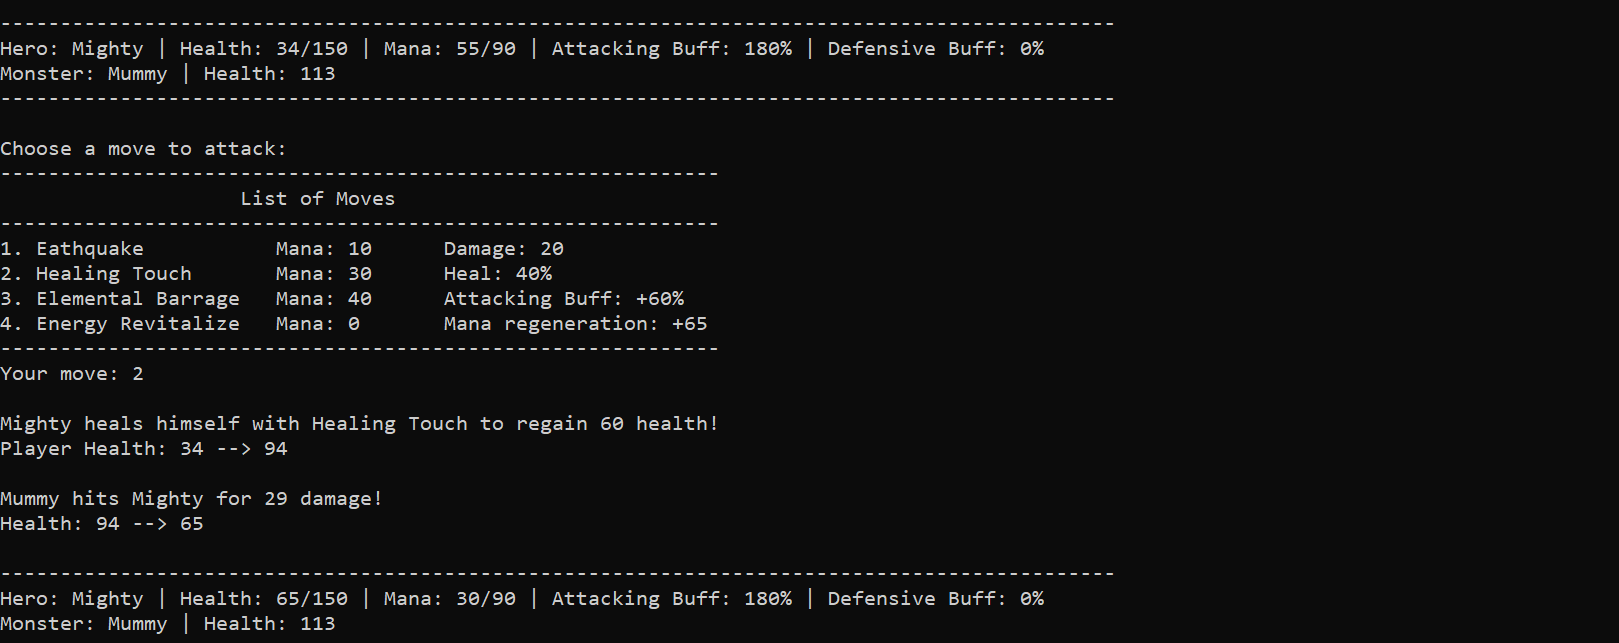 ---------------------------------------------------------------------------------------------
Hero: Mighty | Health: 34/150 | Mana: 55/90 | Attacking Buff: 180% | Defensive Buff: 0%
Monster: Mummy | Health: 113
---------------------------------------------------------------------------------------------
Choose a move to attack:
------------------------------------------------------------
List of Moves
------------------------------------------------------------
1. Eathquake           Mana: 10      Damage: 20
2. Healing Touch       Mana: 30      Heal: 40%
3. Elemental Barrage   Mana: 40      Attacking Buff: +60%
4. Energy Revitalize   Mana: 0       Mana regeneration: +65
------------------------------------------------------------
Your move: 2
Mighty heals himself with Healing Touch to regain 60 health!
Player Health: 34 --> 94
Mummy hits Mighty for 29 damage!
Health: 94 --> 65
---------------------------------------------------------------------------------------------
Hero: Mighty | Health: 65/150 | Mana: 30/90 | Attacking Buff: 180% | Defensive Buff: 0%
Monster: Mummy | Health: 113